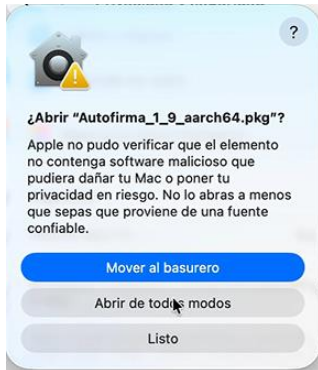 ?
¿Abrir “Autofirma_1_9_aarch64.pkg”?
Apple no pudo verificar que el elemento
no contenga software malicioso que
pudiera dañar tu Mac o poner tu
privacidad en riesgo. No lo abras a menos
que sepas que proviene de una fuente
confiable.
Mover al basurero
Abrir de todos modos
Listo